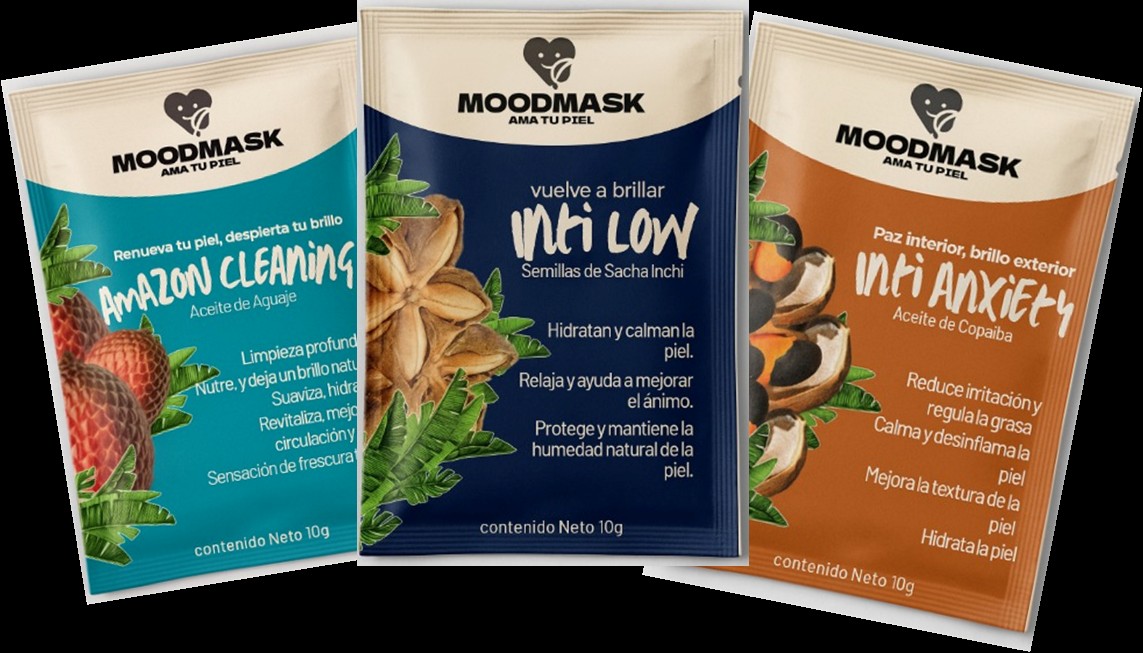 MOODMASK
AMA TU PIEL
Renueva tu piel, despierta tu brillo
AMAZON CLEANING
Aceite de Aguaje
Limpieza
Nutre, y deja un brillo
Suaviza,
Revitaliza,
circulación y
Sensación de frescura
contenido Neto 10g
MOODMASK
AMA TU PIEL
vuelve a brillar
INTI LOW
Semillas de Sacha Inchi
Hidratan y calman la
piel.
Relaja y ayuda a mejorar
el ánimo.
Protege y mantiene la
humedad natural de la
piel.
contenido Neto 10g
MOODMASK
AMA TU PIEL
Paz interior, brillo exterior
INTI ANXIETY
Aceite de Copaiba
Reduce irritación y
regula la grasa
Calma y desinflama la
piel
Mejora la textura de la
piel
Hidrata la piel
contenido Neto 10g